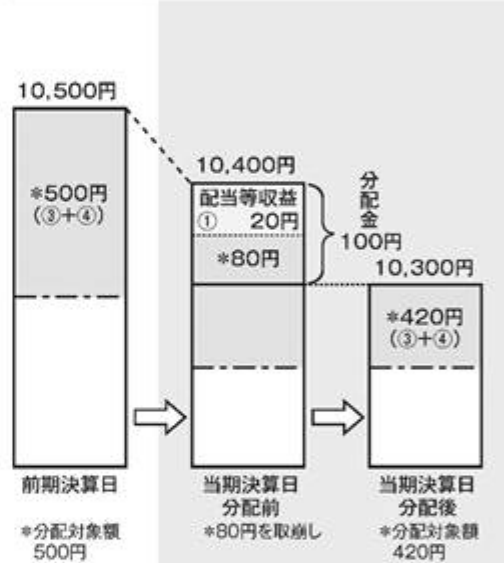 10,500円
*500円
(③+④)
前期決算日
*分配対象額
500円
10,400円
配当等収益
① 20円
*80円
分配金
100円
当期決算日
分配前
*80円を取崩し
10,300円
*420円
(③+④)
当期決算日
分配後
*分配対象額
420円